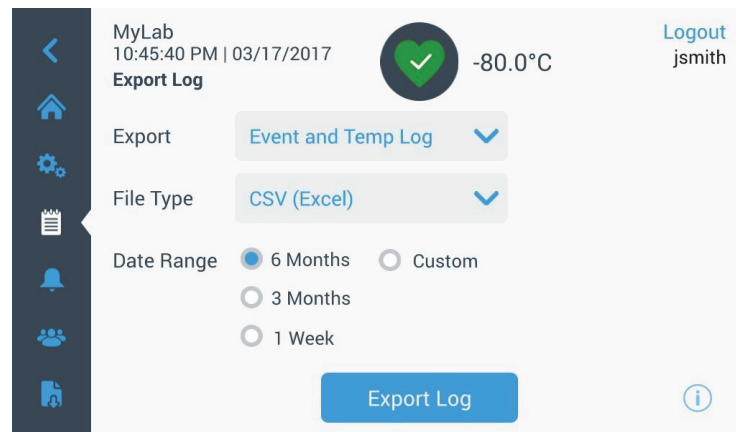 MyLab
10:45:40 PM | 03/17/2017
Export Log
-80.0°C
Logout
jsmith
Export
Event and Temp Log
File Type
CSV (Excel)
Date Range
6 Months
Custom
3 Months
1 Week
Export Log
i